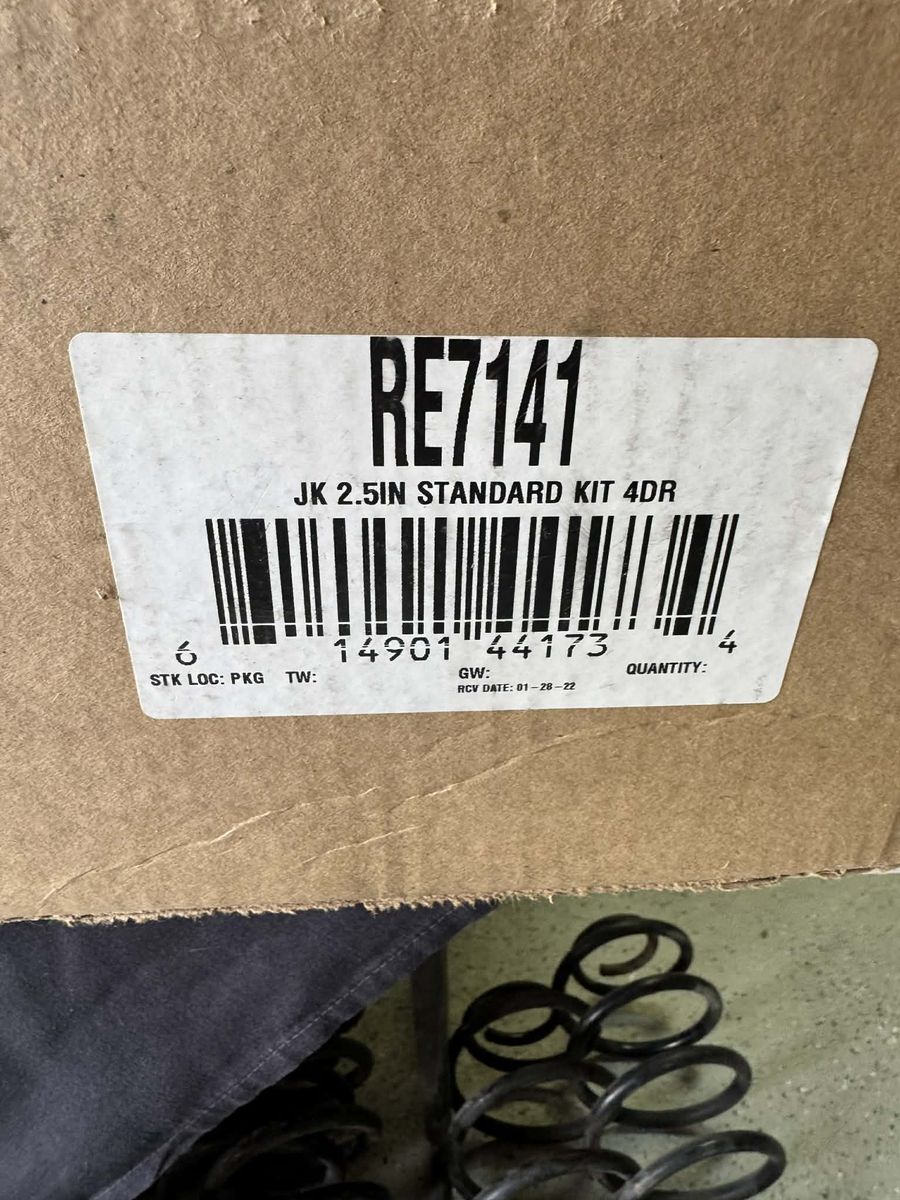 RE7141
JK 2.5IN STANDARD KIT 4DR
6 14901 44173 4
STK LOC: PKG TW: GW: QUANTITY:
RCV DATE: 01-28-22